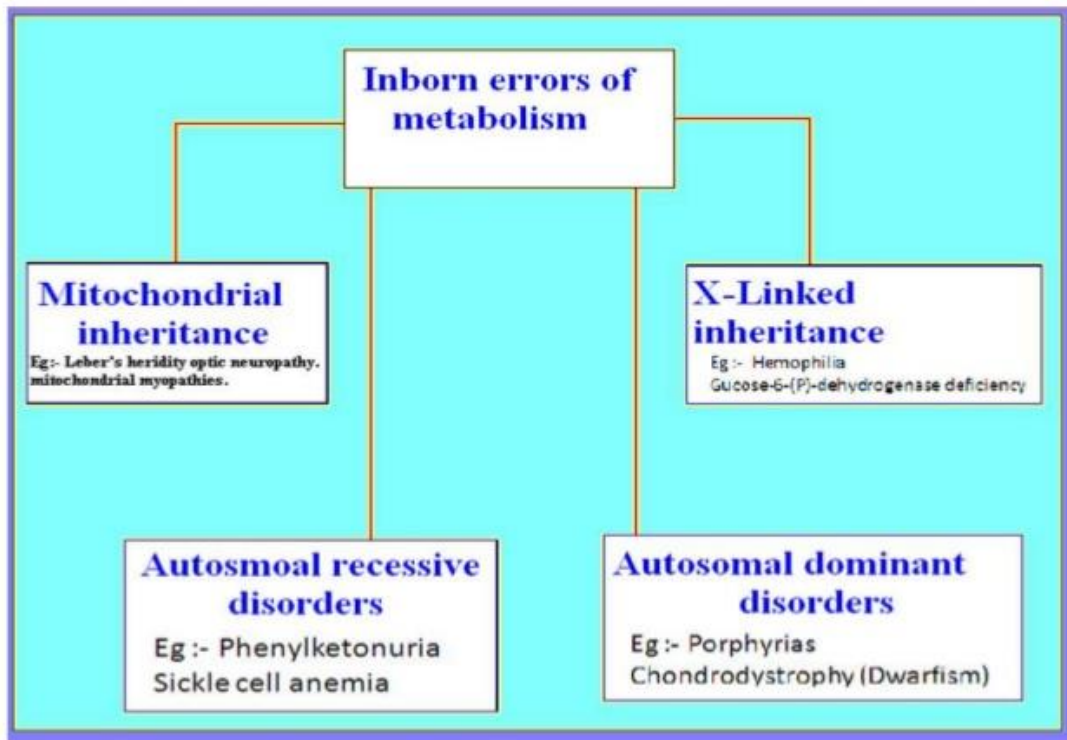 Inborn errors of
metabolism
Mitochondrial
inheritance
Eg:- Leber's heridity optic neuropathy.
mitochondrial myopathies.
X-Linked
inheritance
Eg :- Hemophilia
Gucose-6-(P)-dehydrogenase deficiency
Autosmoal recessive
disorders
Eg :- Phenylketonuria
Sickle cell anemia
Autosomal dominant
disorders
Eg :- Porphyrias
Chondrodystrophy (Dwarfism)